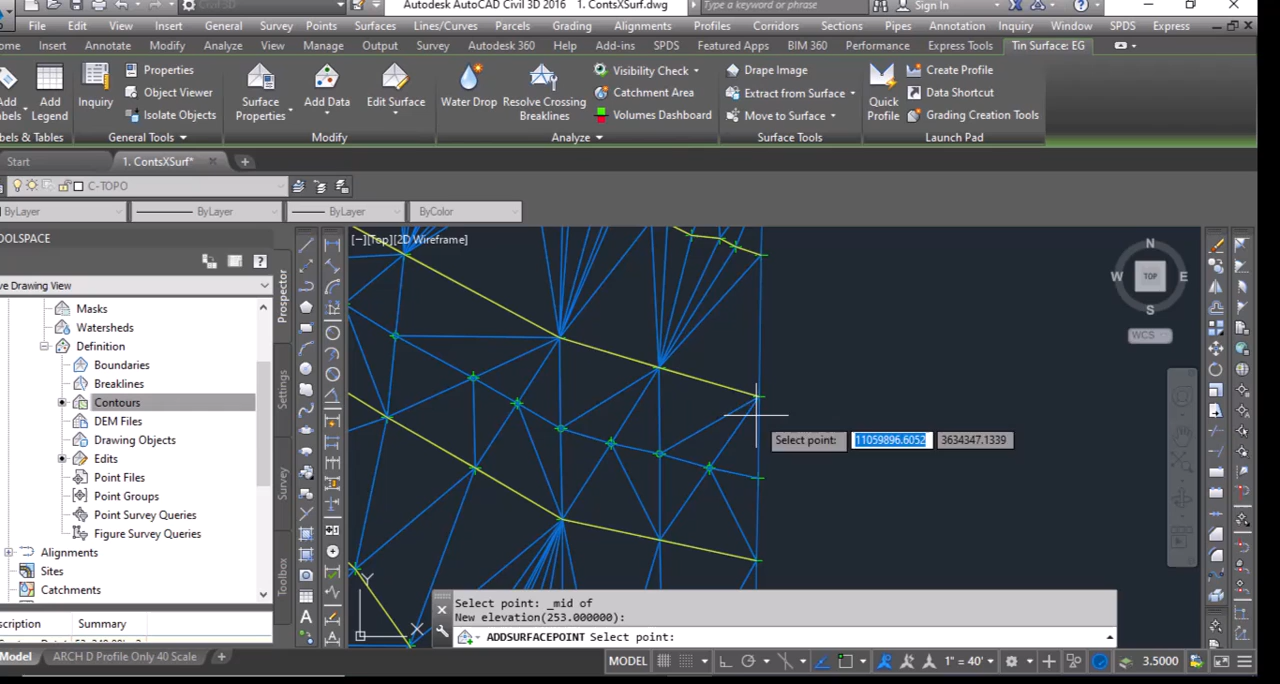 Civil3D
Autodesk AutoCAD Civil 3D 2016   1. ContsXSurf.dwg
Type a keyword or phrase
Sign In
File Edit View Insert General Survey Points Surfaces Lines/Curves Parcels Grading Alignments Profiles Corridors Sections Pipes Annotation Inquiry Window SPDS Express
ome Insert Annotate Modify Analyze View Manage Output Survey Autodesk 360 Help Add-ins SPDS Featured Apps BIM 360 Performance Express Tools Tin Surface: EG
Properties Visibility Check Drape Image Create Profile
Object Viewer Catchment Area Extract from Surface Data Shortcut
Isolate Objects Volumes Dashboard Move to Surface Grading Creation Tools
Add
Legend
Inquiry
Surface
Properties
Add Data
Edit Surface
Water Drop
Resolve Crossing
Breaklines
Quick
Profile
bels & Tables General Tools Modify Analyze Surface Tools Launch Pad
Start 1. ContsXSurf*
C-TOPO
ByLayer ByLayer ByLayer ByColor
OOLSPACE
[−][Top][2D Wireframe]
ve Drawing View
Masks
Watersheds
Definition
Boundaries
Breaklines
Contours
DEM Files
Drawing Objects
Edits
Point Files
Point Groups
Point Survey Queries
Figure Survey Queries
Alignments
Sites
Catchments
scription Summary
Prospector
Settings
Survey
Toolbox
N
W TOP E
S
WCS
Select point: 11059896.6052 3634347.1339
Y
X
Select point: _mid of
New elevation(253.000000):
ADDSURFACEPOINT Select point:
Model ARCH D Profile Only 40 Scale
MODEL 1" = 40' 3.5000